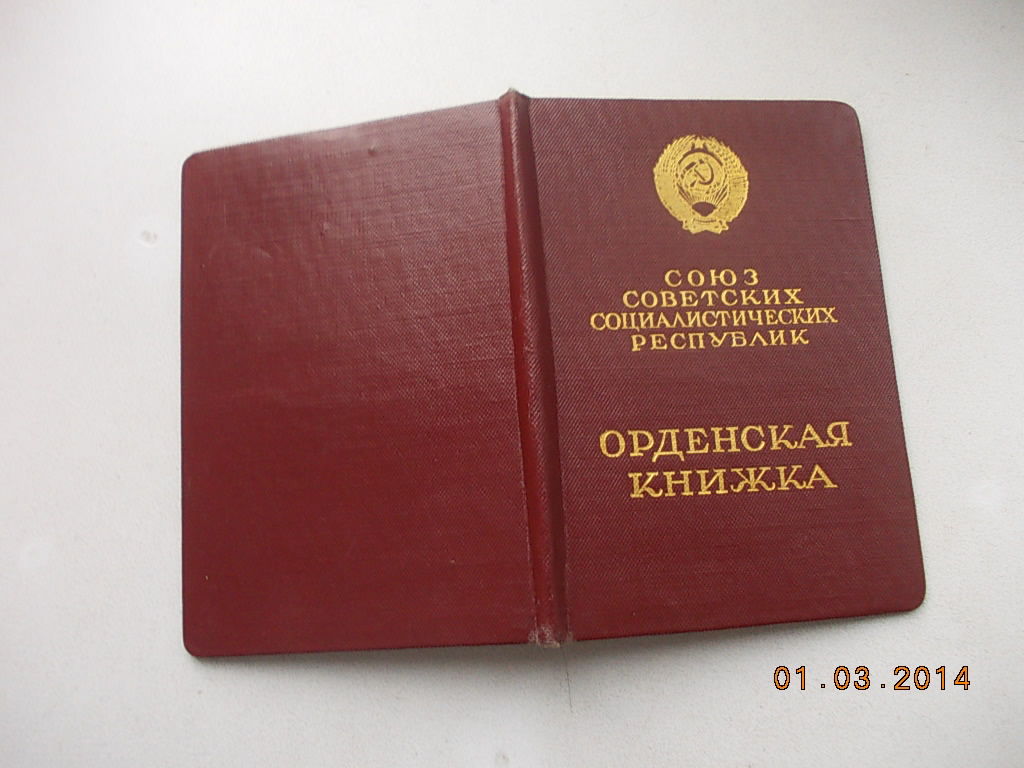 СОЮЗ
СОВЕТСКИХ
СОЦИАЛИСТИЧЕСКИХ
РЕСПУБЛИК
ОРДЕНСКАЯ
КНИЖКА
01.03.2014